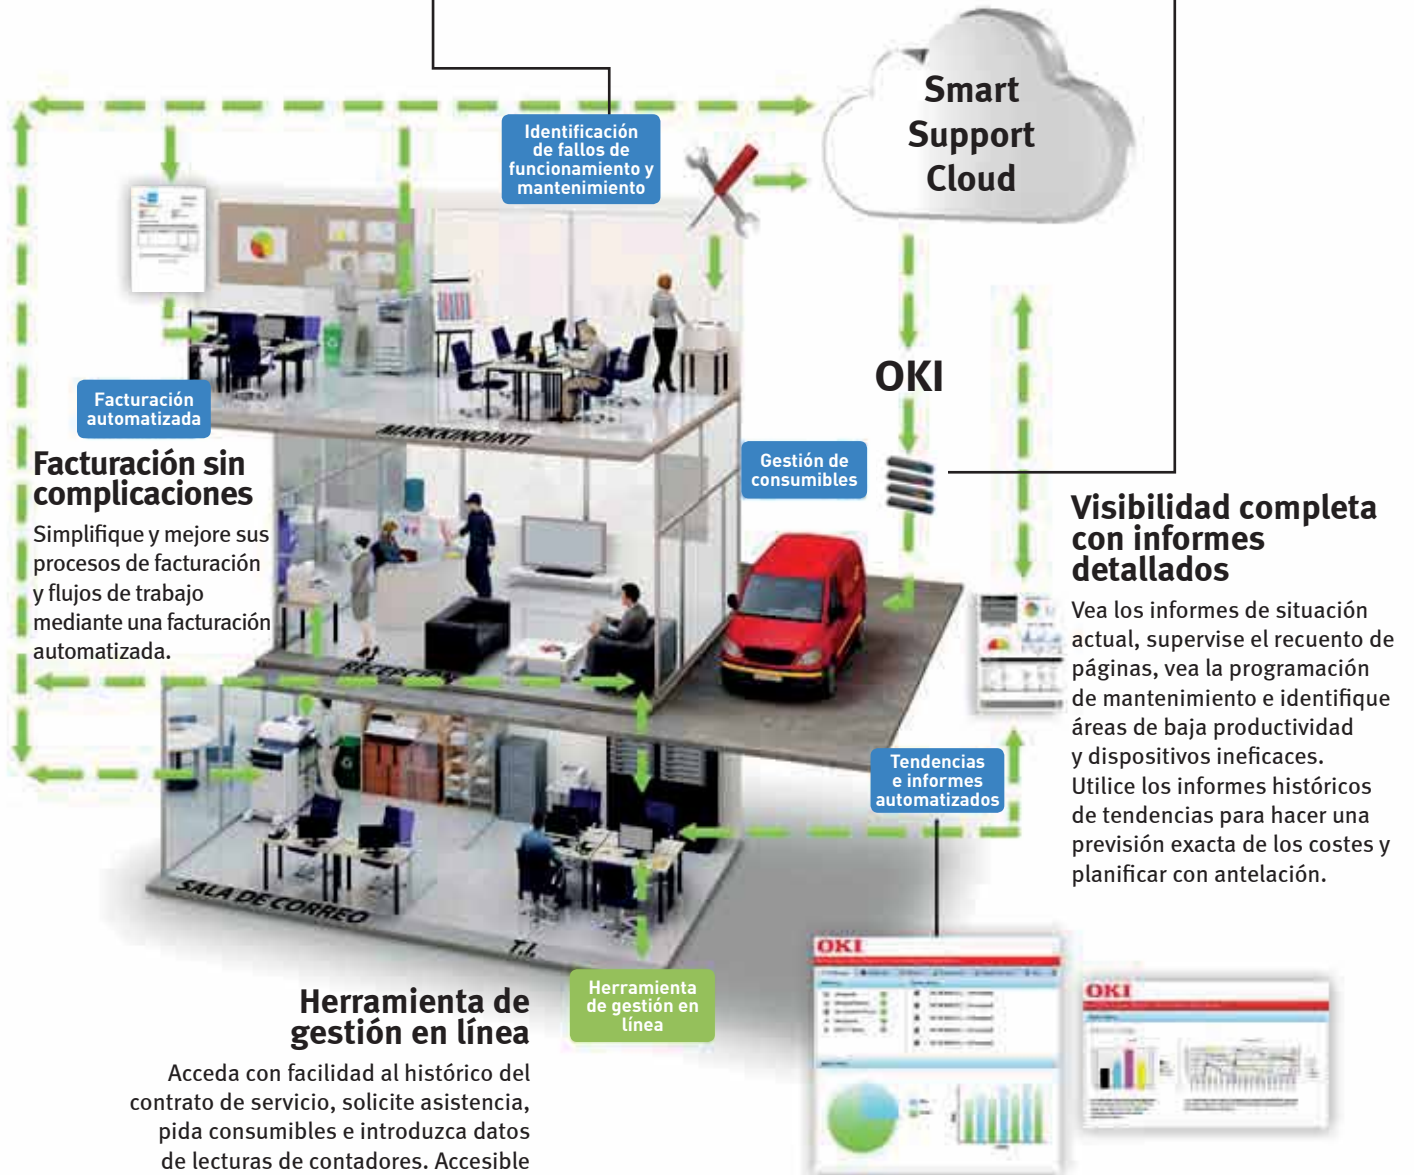 Smart
Support
Cloud
Identificación
de fallos de
funcionamiento y
mantenimiento
OKI
Facturación
automatizada
MARKKINOINTI
Facturación sin
complicaciones
Simplifique y mejore sus
procesos de facturación
y flujos de trabajo
mediante una facturación
automatizada.
Gestión de
consumibles
Visibilidad completa
con informes
detallados
Vea los informes de situación
actual, supervise el recuento de
páginas, vea la programación
de mantenimiento e identifique
áreas de baja productividad
y dispositivos ineficaces.
Utilice los informes históricos
de tendencias para hacer una
previsión exacta de los costes y
planificar con antelación.
RECEPCIÓN
Tendencias
e informes
automatizados
SALA DE CORREO
T.I.
Herramienta
de gestión en
línea
Herramienta de
gestión en línea
Acceda con facilidad al histórico del
contrato de servicio, solicite asistencia,
pida consumibles e introduzca datos
de lecturas de contadores. Accesible
OKI
OKI